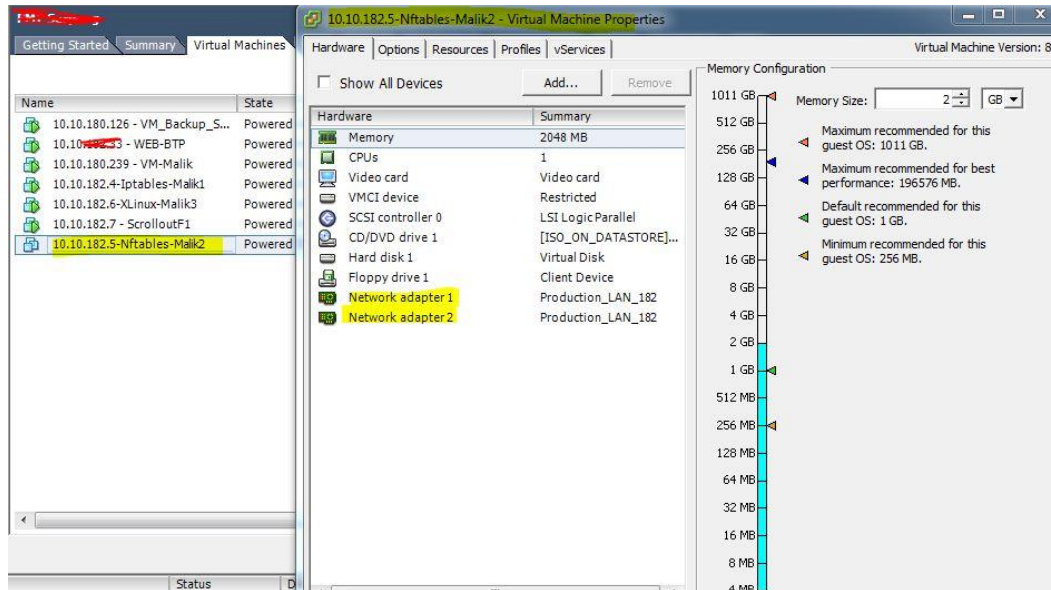 Getting Started Summary Virtual Machines
Name State
10.10.180.126 - VM_Backup_S... Powered
- WEB-BTP Powered
10.10.180.239 - VM-Malik Powered
10.10.182.4-Iptables-Malik1 Powered
10.10.182.6-XLinux-Malik3 Powered
10.10.182.7 - ScrolloutF1 Powered
10.10.182.5-Nftables-Malik2 Powered
Status D
10.10.182.5-Nftables-Malik2 - Virtual Machine Properties
Hardware Options Resources Profiles vServices Virtual Machine Version: 8
Show All Devices Add... Remove
Hardware Summary
Memory 2048 MB
CPUs 1
Video card Video card
VMCI device Restricted
SCSI controller 0 LSI Logic Parallel
CD/DVD drive 1 [ISO_ON_DATASTORE]...
Hard disk 1 Virtual Disk
Floppy drive 1 Client Device
Network adapter 1 Production_LAN_182
Network adapter 2 Production_LAN_182
Memory Configuration
Memory Size: 2 GB
1011 GB
512 GB
256 GB
128 GB
64 GB
32 GB
16 GB
8 GB
4 GB
2 GB
1 GB
512 MB
256 MB
128 MB
64 MB
32 MB
16 MB
8 MB
4 MB
Maximum recommended for this
guest OS: 1011 GB.
Maximum recommended for best
performance: 196576 MB.
Default recommended for this
guest OS: 1 GB.
Minimum recommended for this
guest OS: 256 MB.